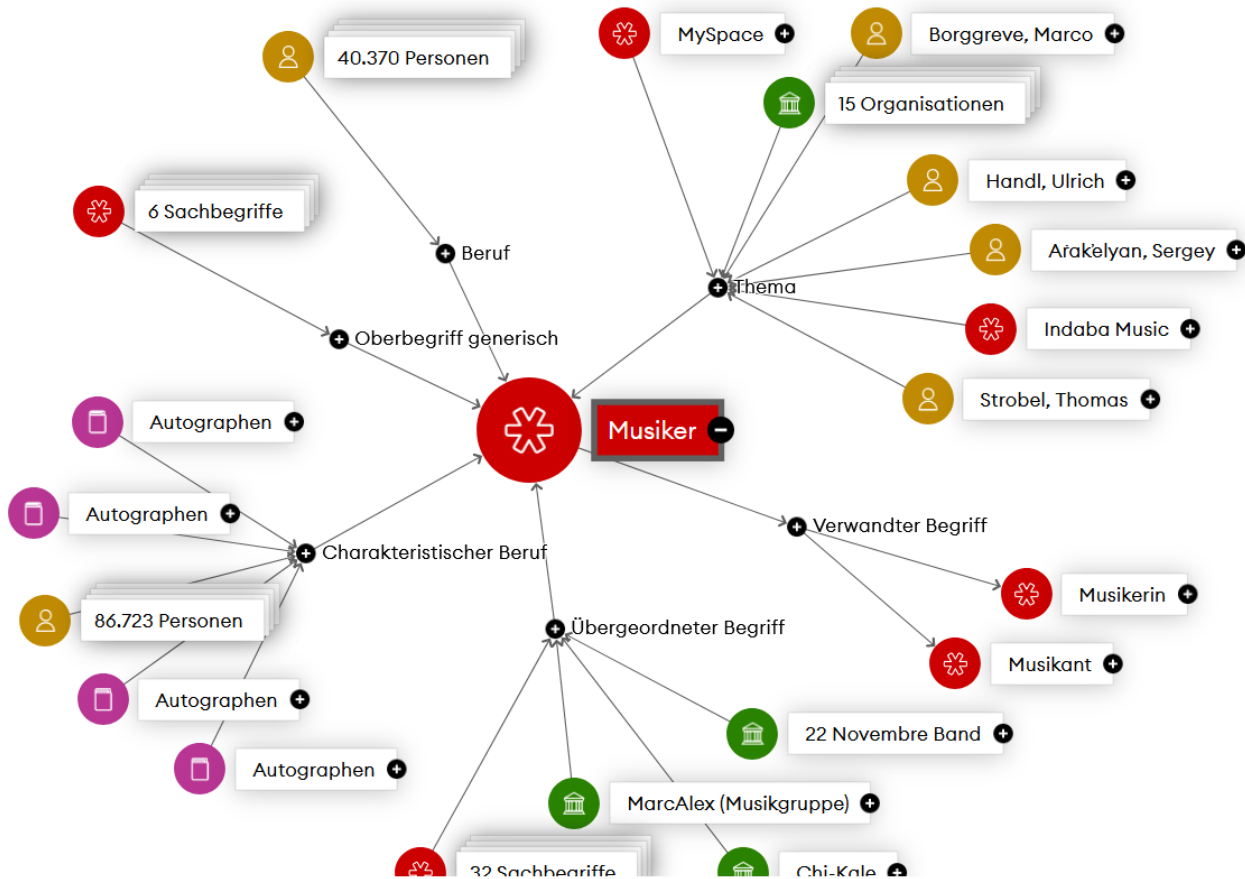 MySpace
Borggreve, Marco
40.370 Personen
15 Organisationen
Handl, Ulrich
6 Sachbegriffe
Beruf
Aṙak̕elyan, Sergey
Thema
Indaba Music
Oberbegriff generisch
Strobel, Thomas
Autographen
Musiker
Autographen
Verwandter Begriff
Charakteristischer Beruf
Musikerin
86.723 Personen
Übergeordneter Begriff
Musikant
Autographen
22 Novembre Band
Autographen
MarcAlex (Musikgruppe)
32 Sachbegriffe
Chi-Kale